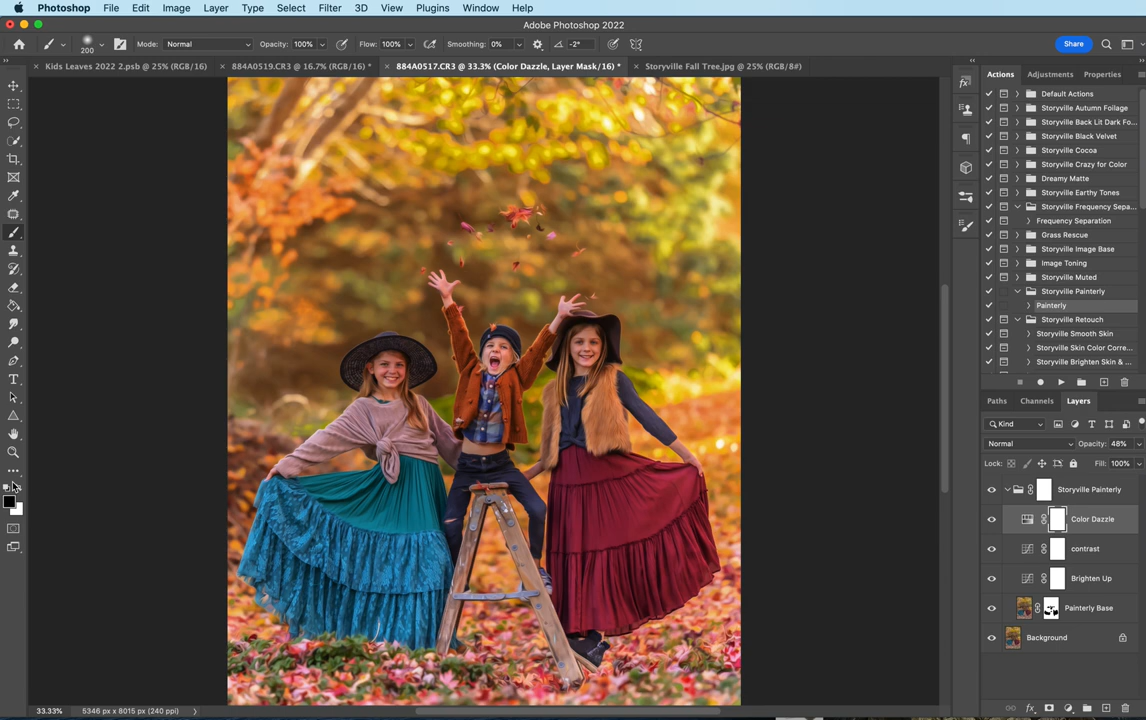 Photoshop File Edit Image Layer Type Select Filter 3D View Plugins Window Help
Adobe Photoshop 2022
200 Mode: Normal Opacity: 100% Flow: 100% Smoothing: 0% -2° Share
Kids Leaves 2022 2.psb @ 25% (RGB/16) 884A0519.CR3 @ 16.7% (RGB/16) * 884A0517.CR3 @ 33.3% (Color Dazzle, Layer Mask/16) * Storyville Fall Tree.jpg @ 25% (RGB/8#)
Actions Adjustments Properties
Default Actions
Storyville Autumn Foilage
Storyville Back Lit Dark Fo...
Storyville Black Velvet
Storyville Cocoa
Storyville Crazy for Color
Dreamy Matte
Storyville Earthy Tones
Storyville Frequency Sepa...
Frequency Separation
Grass Rescue
Storyville Image Base
Image Toning
Storyville Muted
Storyville Painterly
Painterly
Storyville Retouch
Storyville Smooth Skin
Storyville Skin Color Corre...
Storyville Brighten Skin & ...
Paths Channels Layers
Kind
Normal Opacity: 48%
Lock: Fill: 100%
Storyville Painterly
Color Dazzle
contrast
Brighten Up
Painterly Base
Background
33.33% 5346 px x 8015 px (240 ppi)